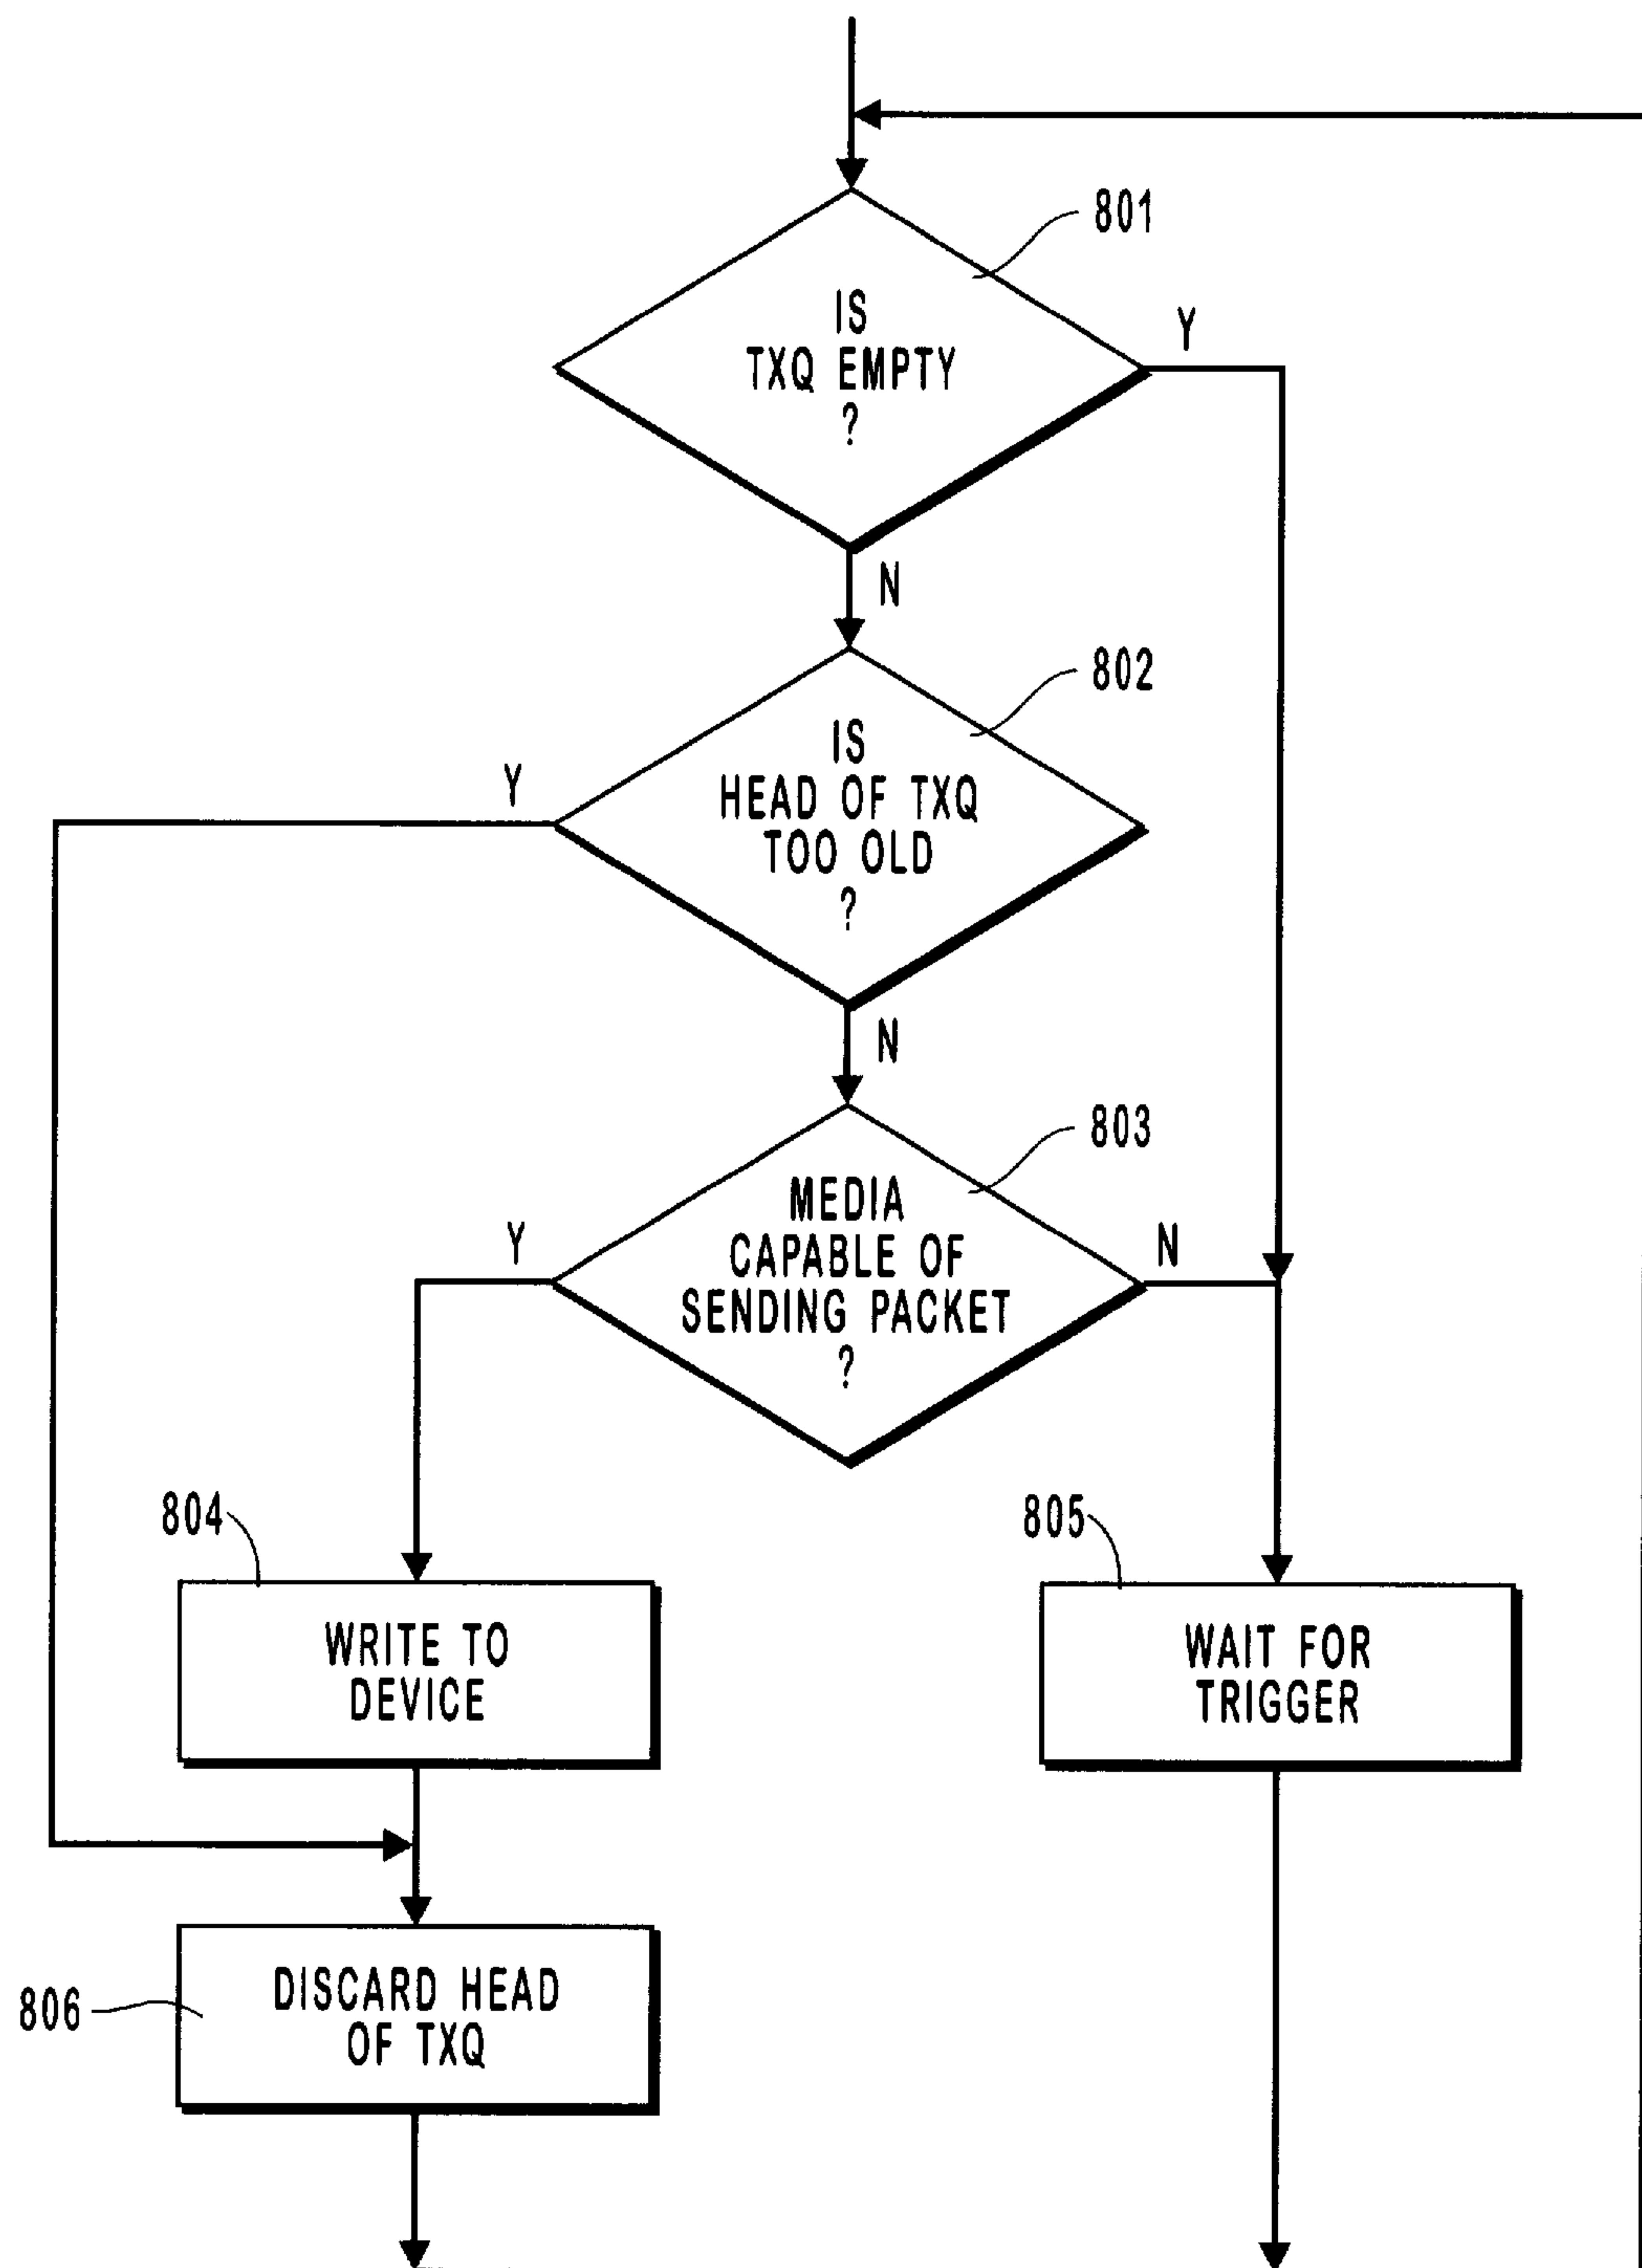 801
IS
TXQ EMPTY
?
Y
N
802
IS
HEAD OF TXQ
TOO OLD
?
Y
N
803
MEDIA
CAPABLE OF
SENDING PACKET
?
Y
N
804
WRITE TO
DEVICE
805
WAIT FOR
TRIGGER
806
DISCARD HEAD
OF TXQ